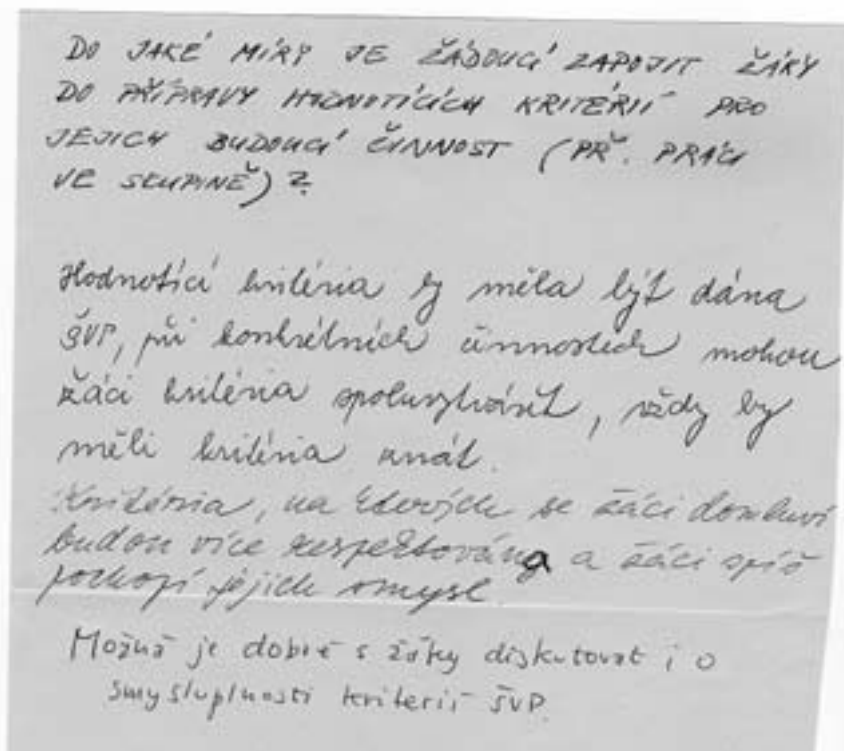 DO JAKÉ MÍRY JE ŽÁDOUCÍ ZAPOJIT ŽÁKY
DO PŘÍPRAVY HODNOTÍCÍCH KRITÉRIÍ PRO
JEJICH BUDOUCÍ ČINNOST (PŘ. PRÁCI
VE SKUPINĚ)?
Hodnotící kritéria by měla být dána
ŠVP, při konkrétních činnostech mohou
žáci kritéria spoluvytvářet, vždy by
měli kritéria znát.
Kritéria, na kterých se žáci domluví
budou více respektována a žáci spíš
pochopí jejich smysl.
Možná je dobré s žáky diskutovat i o
smysluplnosti kriterií ŠVP.